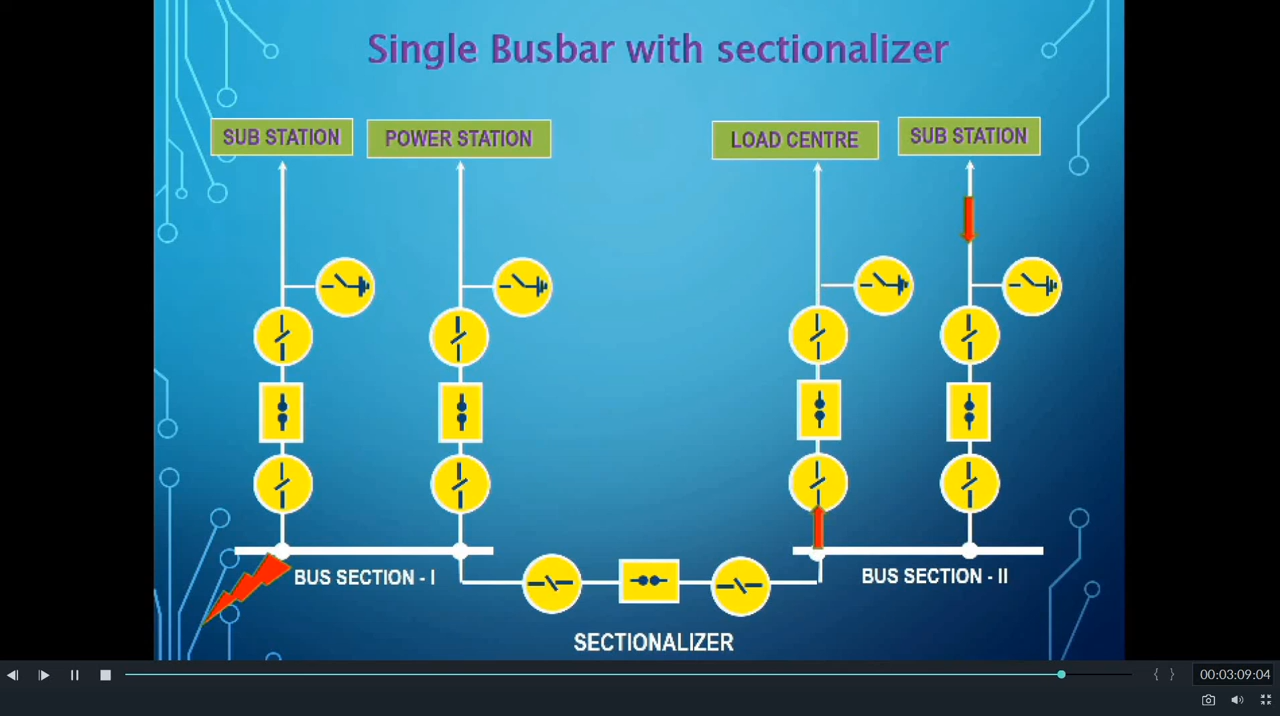 Single Busbar with sectionalizer
SUB STATION
POWER STATION
LOAD CENTRE
SUB STATION
BUS SECTION - I
BUS SECTION - II
SECTIONALIZER
00:03:09:04